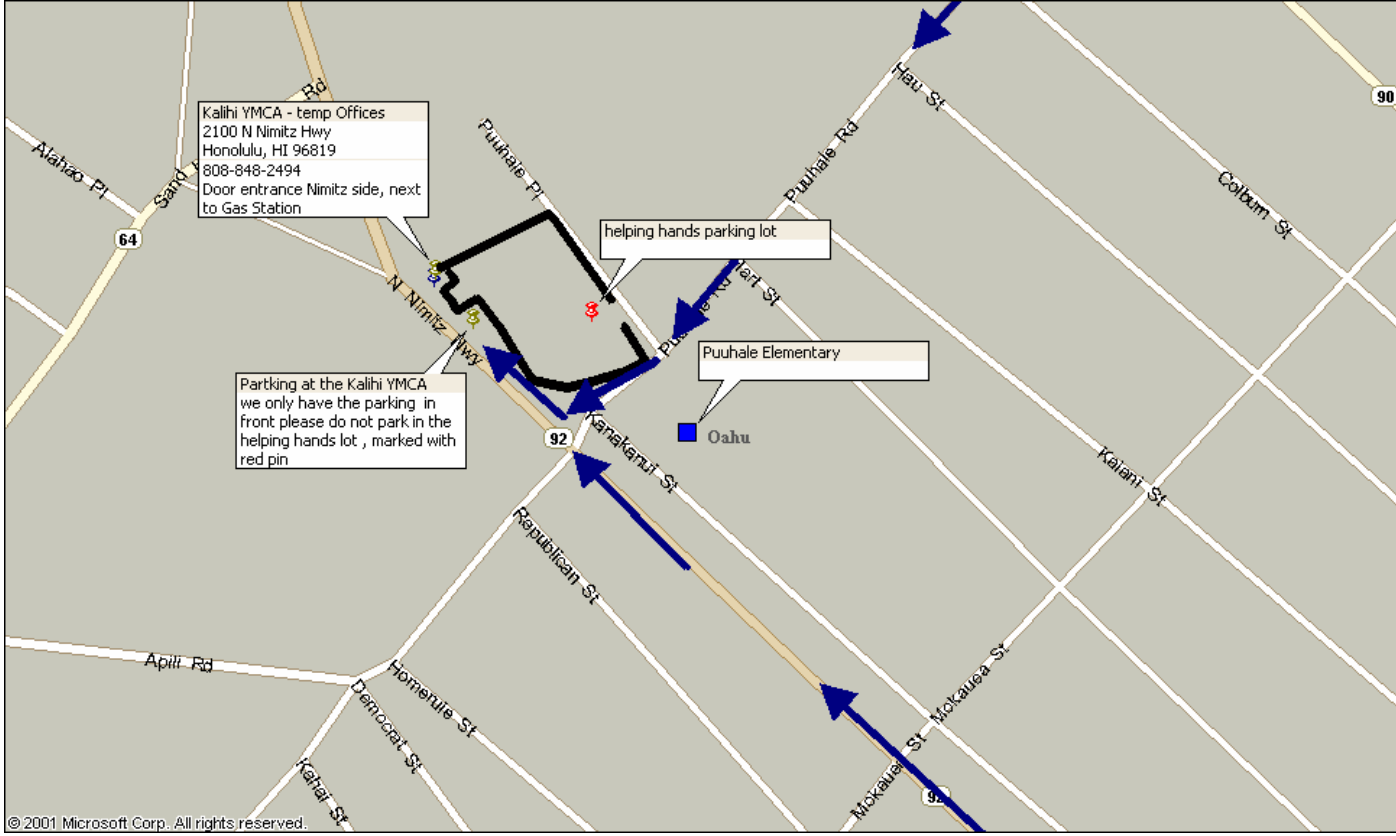 Hau St
90
Rd
Kalihi YMCA - temp Offices
2100 N Nimitz Hwy
Honolulu, HI 96819
808-848-2494
Door entrance Nimitz side, next
to Gas Station
Puuhale Pl
Puuhale Rd
Alahao Pl
Sand
Colburn St
64
helping hands parking lot
Hart St
N Nimitz Hwy
Rd
Puuhale Elementary
Partking at the Kalihi YMCA
we only have the parking in
front please do not park in the
helping hands lot , marked with
red pin
92
Kanakanui St
Oahu
Kalani St
Republican St
Apili Rd
Homerule St
Democrat St
Mokauea St
Mokauea St
Kahai St
92
© 2001 Microsoft Corp. All rights reserved.